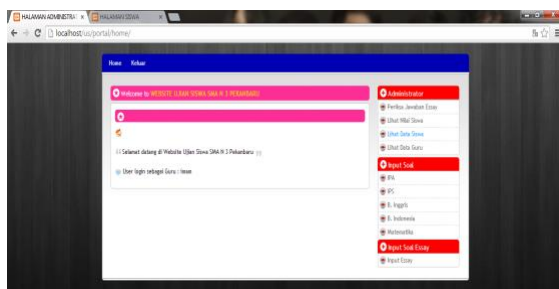 HALAMAN ADMINISTRA
HALAMAN SISWA
localhost/us/portal/home/
Home Keluar
Welcome to WEBSITE UJIAN SISWA SMA N 3 PEKANBARU
Selamat datang di Website Ujian Siswa SMA N 3 Pekanbaru
User login sebagai Guru :
Administrator
Periksa Jawaban Essay
Lihat Nilai Siswa
Lihat Data Siswa
Lihat Data Guru
Input Soal
IPA
IPS
B. Inggris
B. Indonesia
Matematika
Input Soal Essay
Input Essay